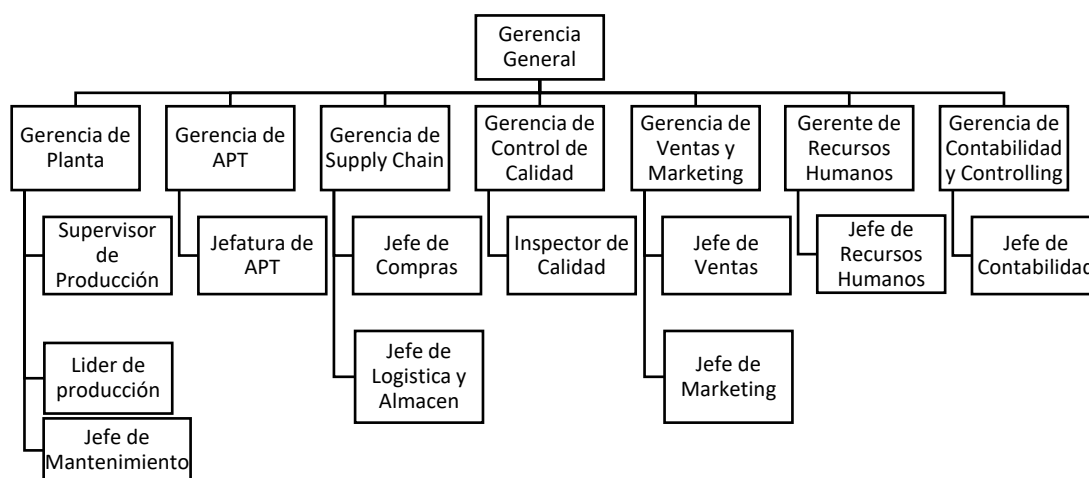 Gerencia
General
Gerencia de
Planta
Gerencia de
APT
Gerencia de
Supply Chain
Gerencia de
Control de
Calidad
Gerencia de
Ventas y
Marketing
Gerente de
Recursos
Humanos
Gerencia de
Contabilidad
y Controlling
Supervisor
de
Producción
Jefatura de
APT
Jefe de
Compras
Inspector de
Calidad
Jefe de
Ventas
Jefe de
Recursos
Humanos
Jefe de
Contabilidad
Lider de
producción
Jefe de
Logistica y
Almacen
Jefe de
Marketing
Jefe de
Mantenimiento